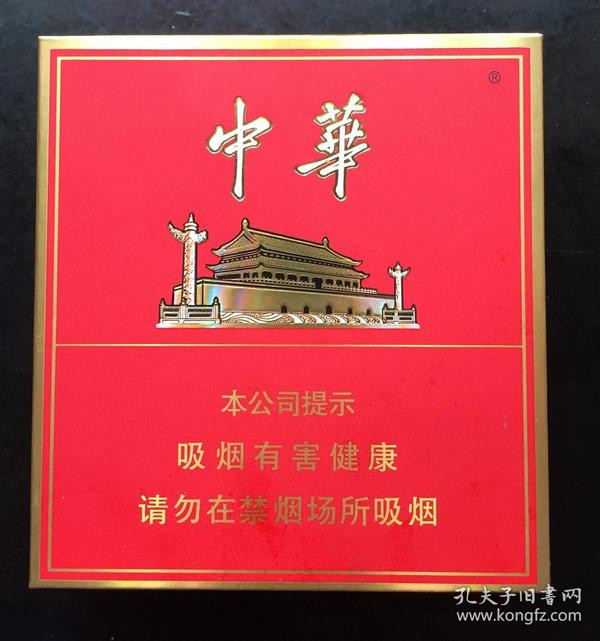 ®
中華
本公司提示
吸烟有害健康
请勿在禁烟场所吸烟
孔夫子旧書网
www.kongfz.com